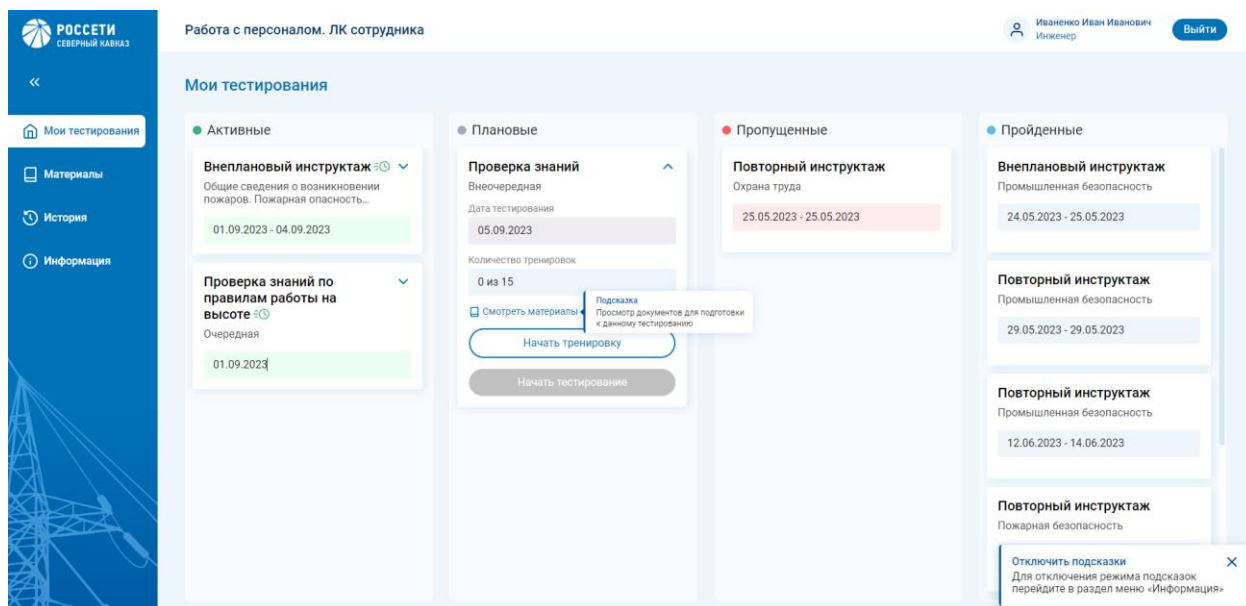 РОССЕТИ
СЕВЕРНЫЙ КАВКАЗ
Работа с персоналом. ЛК сотрудника
Иваненко Иван Иванович
Инженер
Выйти
Мои тестирования
Материалы
История
Информация
Мои тестирования
Активные
Внеплановый инструктаж
Общие сведения о возникновении
пожаров. Пожарная опасность...
01.09.2023 - 04.09.2023
Проверка знаний по
правилам работы на
высоте
Очередная
01.09.2023
Плановые
Проверка знаний
Внеочередная
Дата тестирования
05.09.2023
Количество тренировок
0 из 15
Смотреть материалы
Подсказка
Просмотр документов для подготовки
к данному тестированию
Начать тренировку
Начать тестирование
Пропущенные
Повторный инструктаж
Охрана труда
25.05.2023 - 25.05.2023
Пройденные
Внеплановый инструктаж
Промышленная безопасность
24.05.2023 - 25.05.2023
Повторный инструктаж
Промышленная безопасность
29.05.2023 - 29.05.2023
Повторный инструктаж
Промышленная безопасность
12.06.2023 - 14.06.2023
Повторный инструктаж
Пожарная безопасность
Отключить подсказки
Для отключения режима подсказок
перейдите в раздел меню «Информация»